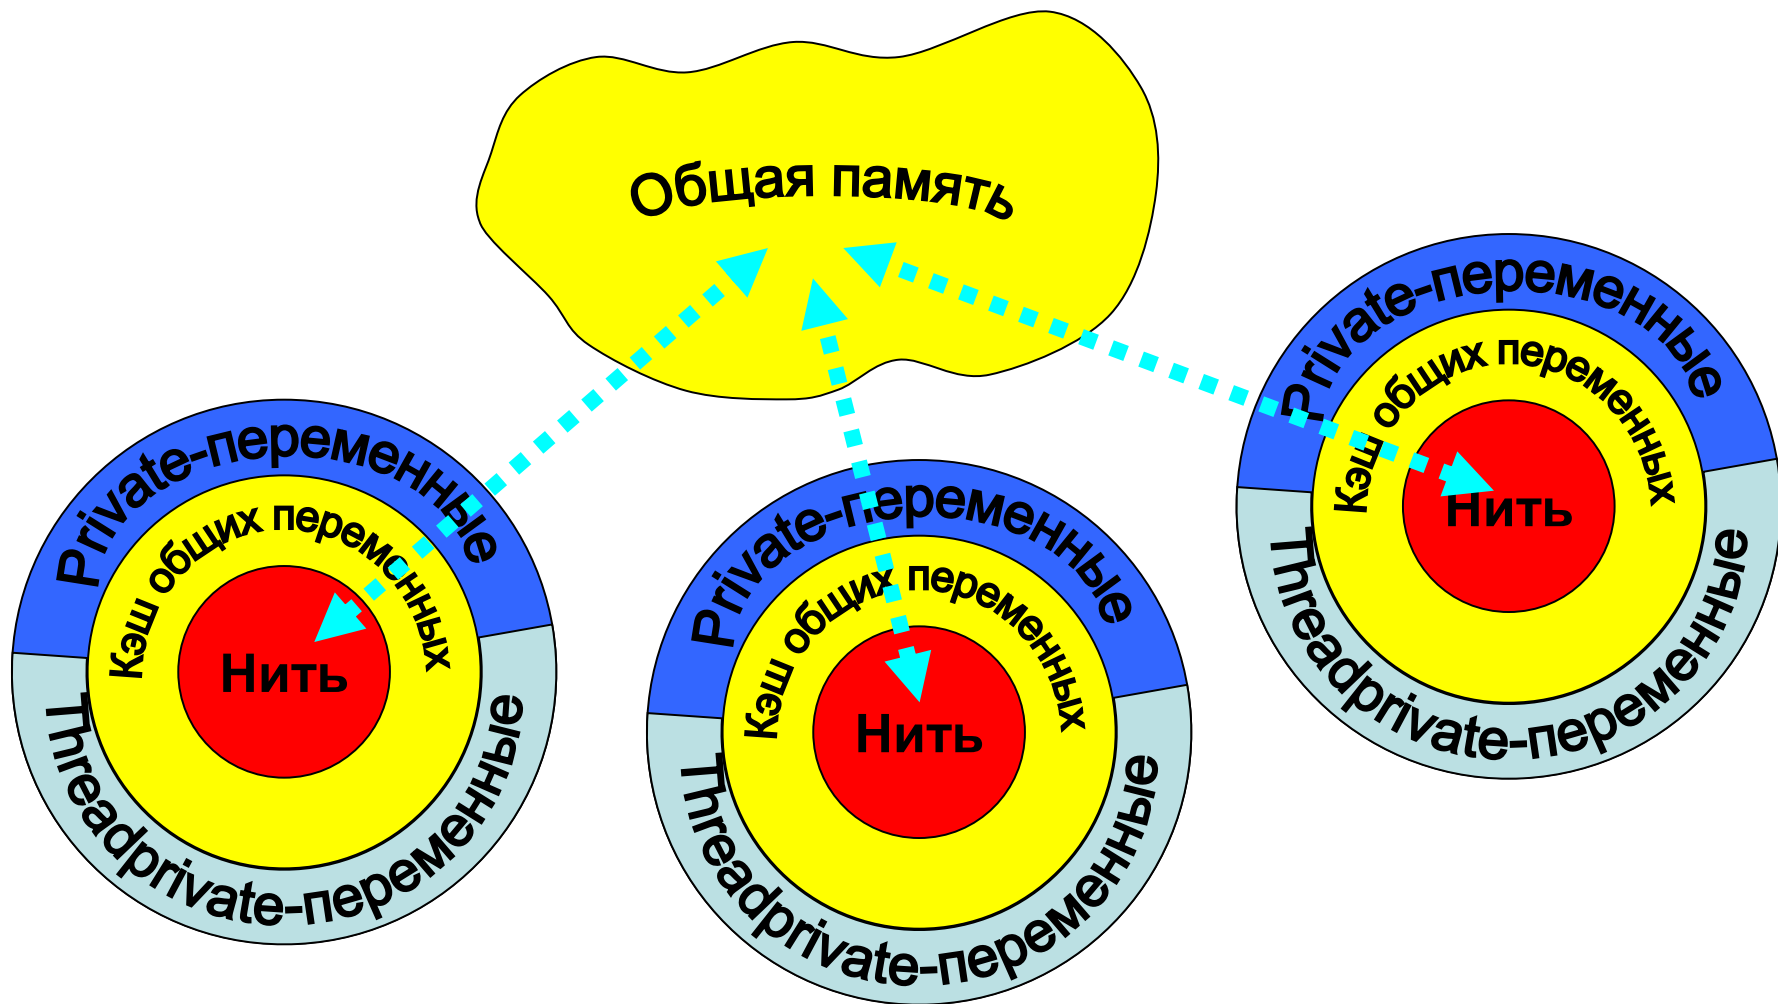 Общая память
Private-переменные
Кэш общих переменных
Нить
Threadprivate-переменные
Private-переменные
Кэш общих переменных
Нить
Threadprivate-переменные
Private-переменные
Кэш общих переменных
Нить
Threadprivate-переменные